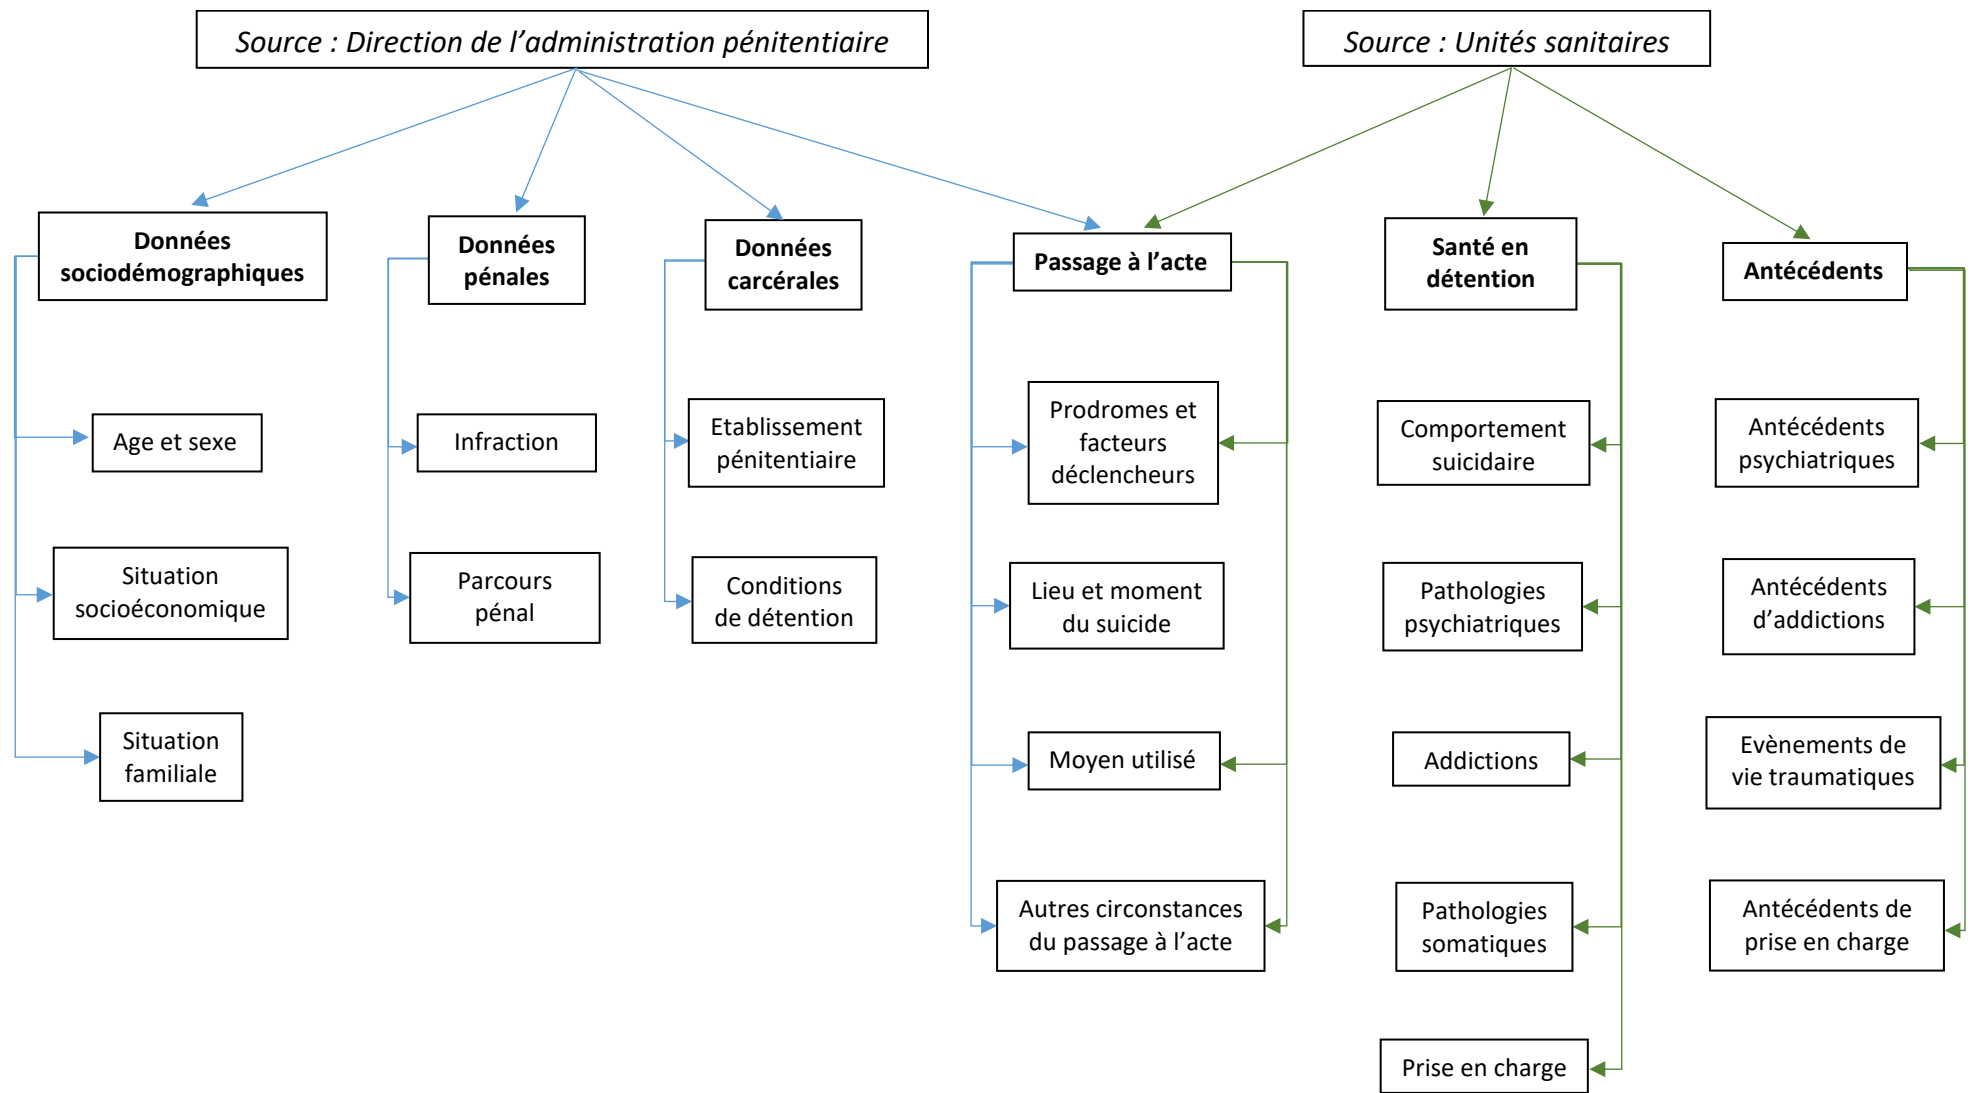 Source : Direction de l’administration pénitentiaire
Source : Unités sanitaires
Données
sociodémographiques
Données
pénales
Données
carcérales
Passage à l’acte
Santé en
détention
Antécédents
Age et sexe
Situation
socioéconomique
Situation
familiale
Infraction
Parcours
pénal
Etablissement
pénitentiaire
Conditions
de détention
Prodromes et
facteurs
déclencheurs
Lieu et moment
du suicide
Moyen utilisé
Autres circonstances
du passage à l’acte
Comportement
suicidaire
Pathologies
psychiatriques
Addictions
Pathologies
somatiques
Prise en charge
Antécédents
psychiatriques
Antécédents
d’addictions
Evènements de
vie traumatiques
Antécédents de
prise en charge